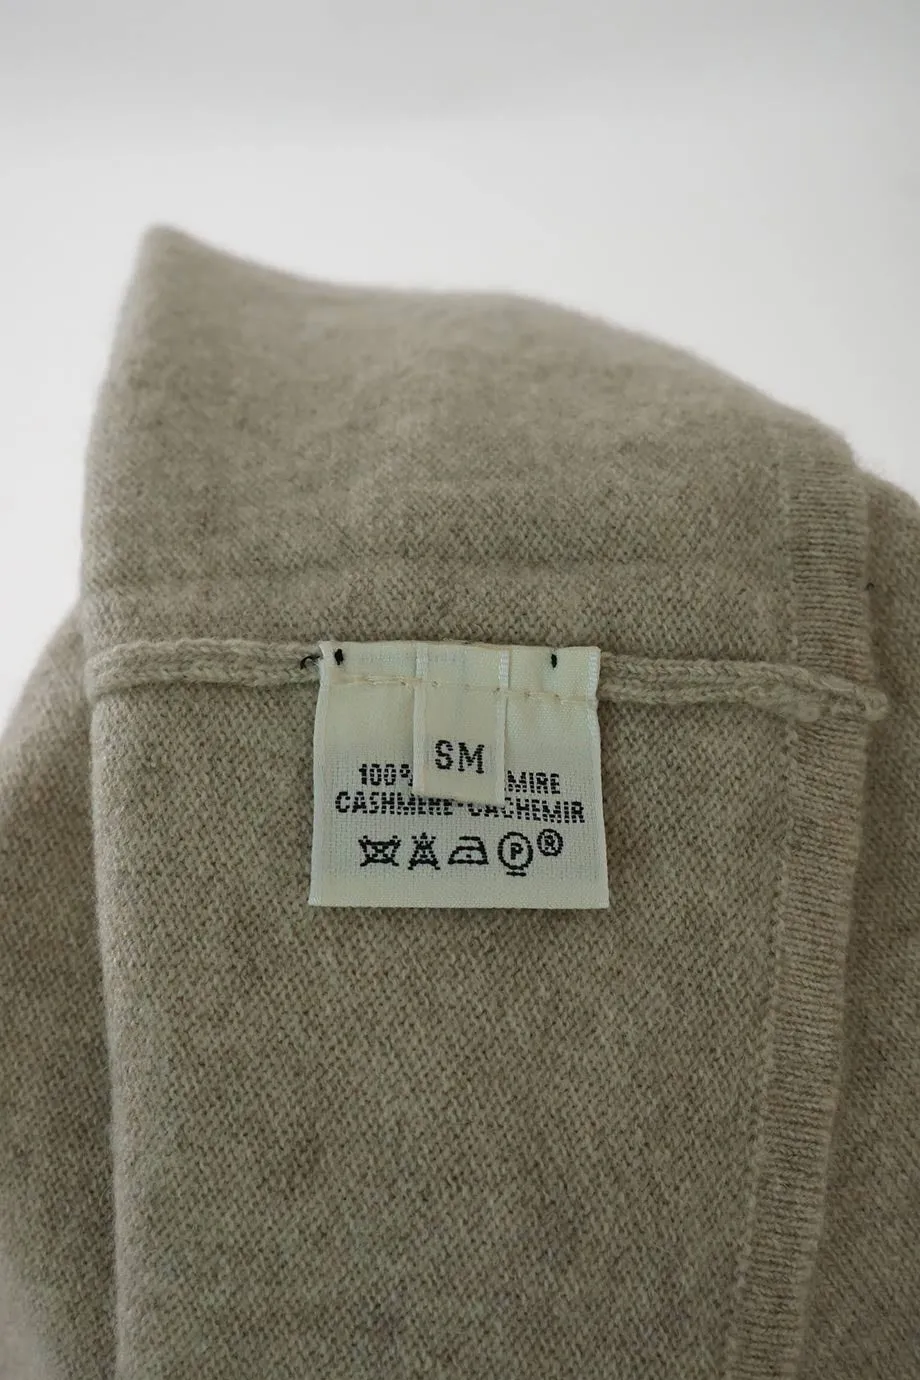 SM
100% MIRE
CASHMERE-CACHEMIR
P ®